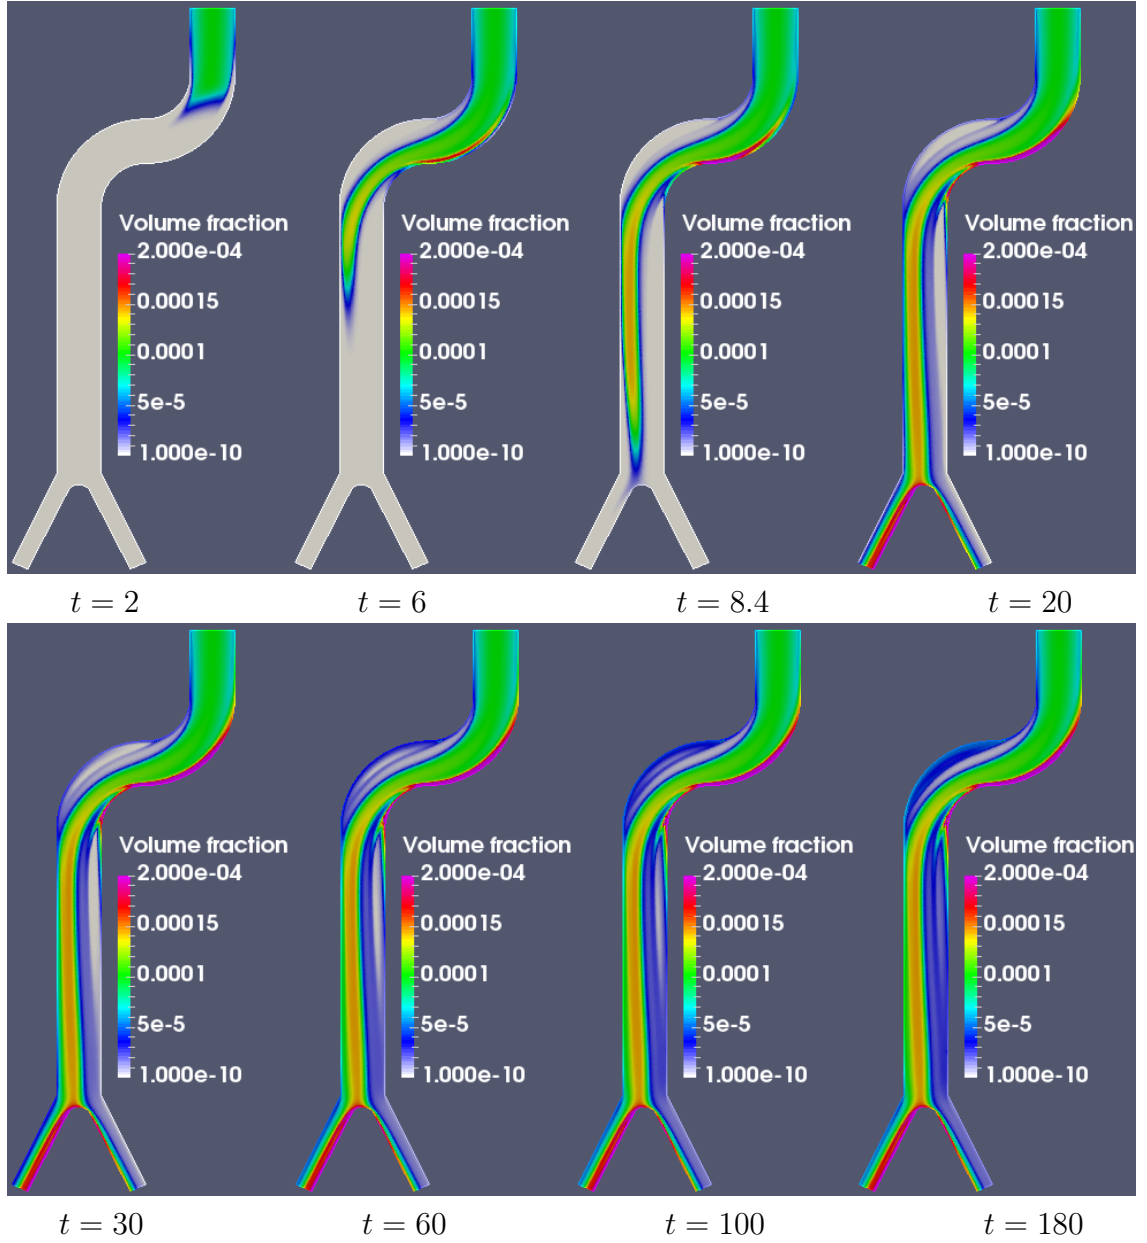 Volume fraction Volume fraction Volume fraction Volume fraction
2.000e-04 2.000e-04 2.000e-04 2.000e-04
0.00015 0.00015 0.00015 0.00015
0.0001 0.0001 0.0001 0.0001
5e-5 5e-5 5e-5 5e-5
1.000e-10 1.000e-10 1.000e-10 1.000e-10
t = 2 t = 6 t = 8.4 t = 20
Volume fraction Volume fraction Volume fraction Volume fraction
2.000e-04 2.000e-04 2.000e-04 2.000e-04
0.00015 0.00015 0.00015 0.00015
0.0001 0.0001 0.0001 0.0001
5e-5 5e-5 5e-5 5e-5
1.000e-10 1.000e-10 1.000e-10 1.000e-10
t = 30 t = 60 t = 100 t = 180